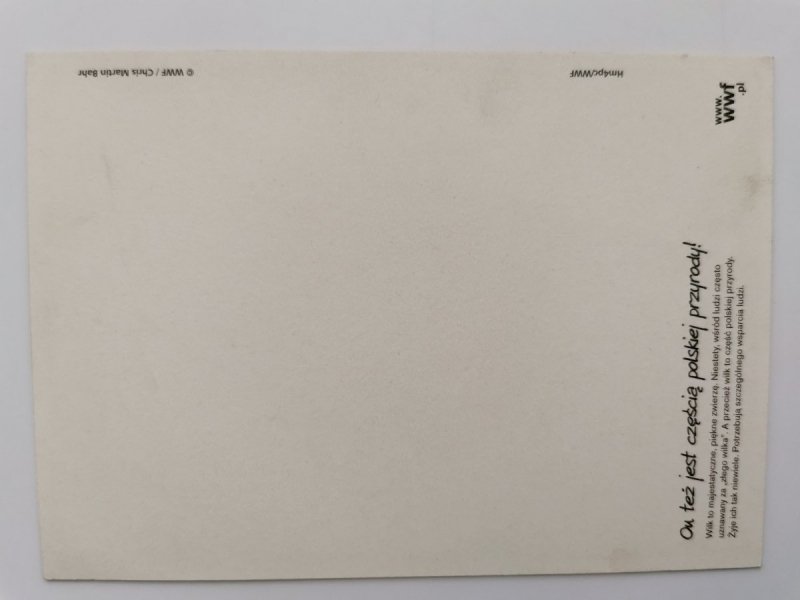 © WWF / Chris Martin Bahr
Hm4pc/WWF
www.
wwf
.pl
On też jest częścią polskiej przyrody!
Wilk to majestatyczne, piękne zwierzę. Niestety, wśród ludzi często
uznawany za „złego wilka”. A przecież wilk to część polskiej przyrody.
Żyje ich tak niewiele. Potrzebują szczególnego wsparcia ludzi.